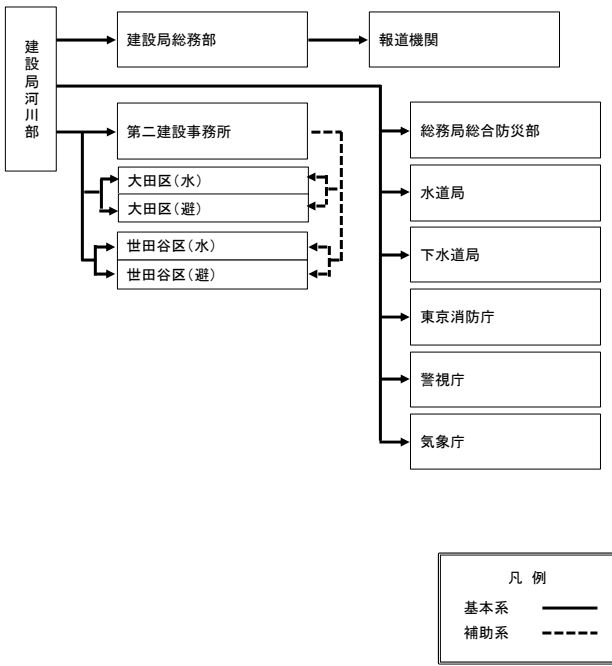 建設局河川部
建設局総務部
報道機関
第二建設事務所
大田区(水)
大田区(避)
世田谷区(水)
世田谷区(避)
総務局総合防災部
水道局
下水道局
東京消防庁
警視庁
気象庁
凡 例
基本系
補助系